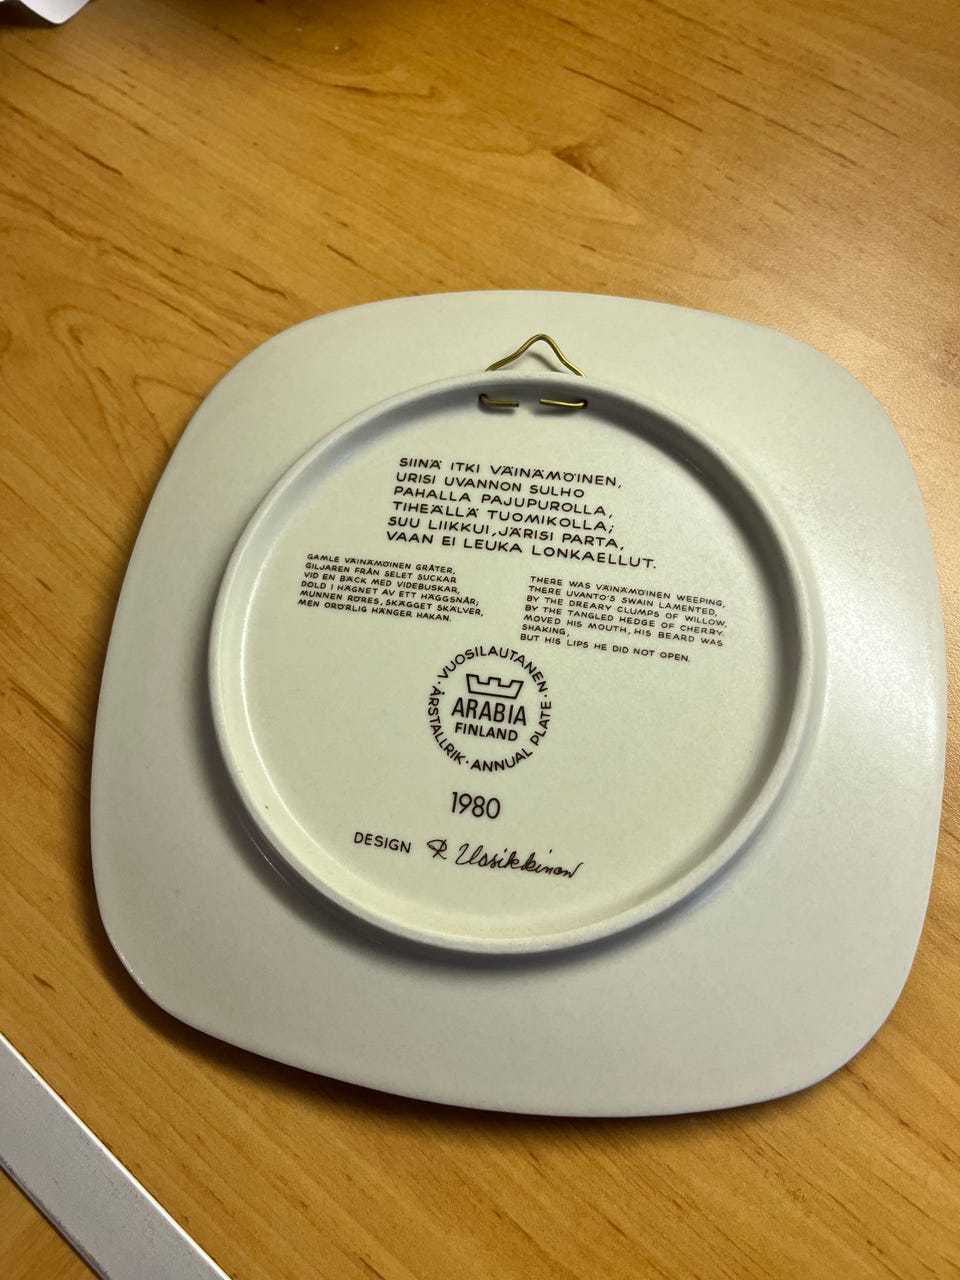 SIINÄ ITKI VÄINÄMÖINEN,
URISI UVANNON SULHO
PAHALLA PAJUPUROLLA,
TIHEÄLLÄ TUOMIKOLLA;
SUU LIIKKUI, JÄRISI PARTA,
VAAN EI LEUKA LONKAELLUT.
GAMLE VÄINÄMÖINEN GRÅTER,
GILJAREN FRÅN SELET SUCKAR
VID EN BÄCK MED VIDEBUSKAR,
DOLD I HÄGNET AV ETT HÄGGSNÅR;
MUNNEN RÖRES, SKÄGGET SKÄLVER,
MEN ORÖRLIG HÄNGER HAKAN.
THERE WAS VÄINÄMÖINEN WEEPING,
THERE UVANTO'S SWAIN LAMENTED,
BY THE DREARY CLUMPS OF WILLOW,
BY THE TANGLED HEDGE OF CHERRY.
MOVED HIS MOUTH, HIS BEARD WAS
SHAKING,
BUT HIS LIPS HE DID NOT OPEN.
VUOSILAUTANEN · ANNUAL PLATE · ÅRSTALLRIK ·
ARABIA
FINLAND
1980
DESIGN R Uosikkinen